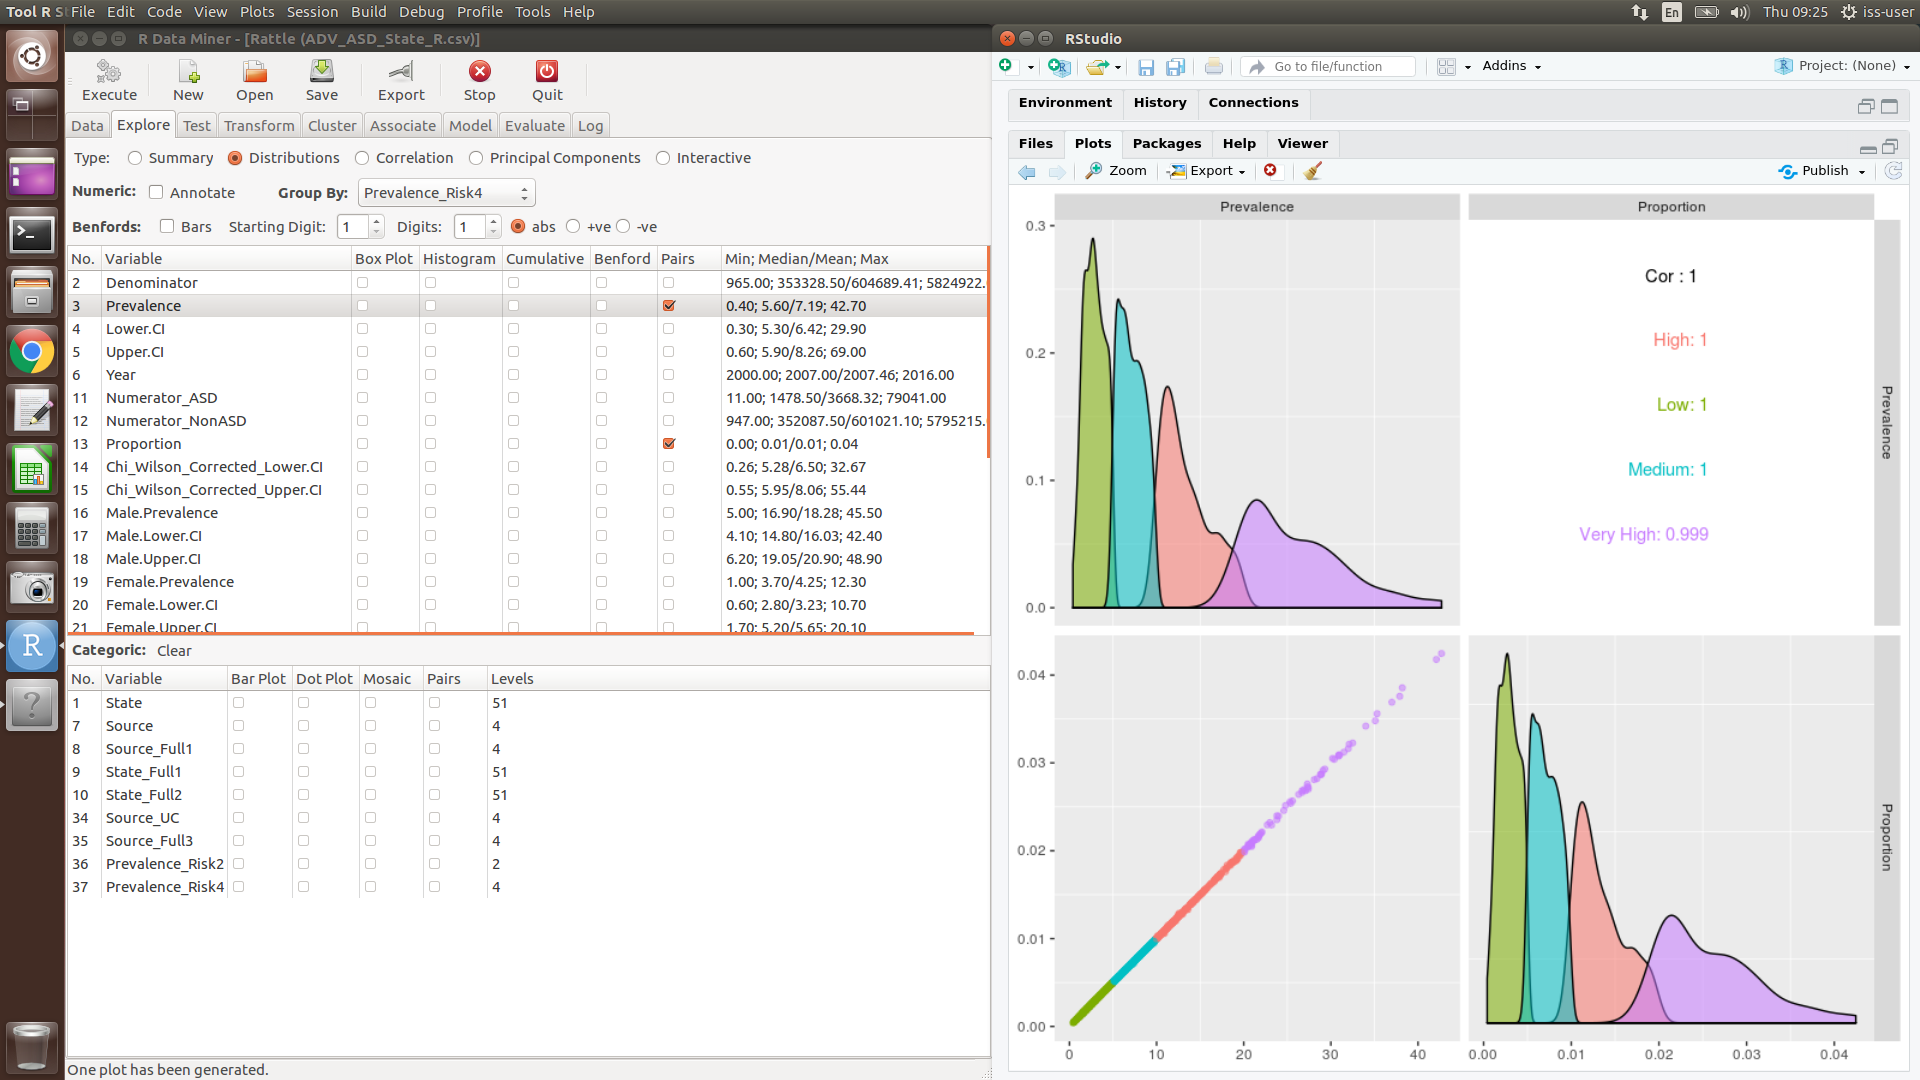 Tool R St File Edit Code View Plots Session Build Debug Profile Tools Help En Thu 09:25 iss-user
R Data Miner - [Rattle (ADV_ASD_State_R.csv)]
Execute New Open Save Export Stop Quit
Data Explore Test Transform Cluster Associate Model Evaluate Log
Type: Summary Distributions Correlation Principal Components Interactive
Numeric: Annotate Group By: Prevalence_Risk4
Benfords: Bars Starting Digit: 1 Digits: 1 abs +ve -ve
No. Variable Box Plot Histogram Cumulative Benford Pairs Min; Median/Mean; Max
2 Denominator 965.00; 353328.50/604689.41; 5824922.
3 Prevalence 0.40; 5.60/7.19; 42.70
4 Lower.CI 0.30; 5.30/6.42; 29.90
5 Upper.CI 0.60; 5.90/8.26; 69.00
6 Year 2000.00; 2007.00/2007.46; 2016.00
11 Numerator_ASD 11.00; 1478.50/3668.32; 79041.00
12 Numerator_NonASD 947.00; 352087.50/601021.10; 5795215.
13 Proportion 0.00; 0.01/0.01; 0.04
14 Chi_Wilson_Corrected_Lower.CI 0.26; 5.28/6.50; 32.67
15 Chi_Wilson_Corrected_Upper.CI 0.55; 5.95/8.06; 55.44
16 Male.Prevalence 5.00; 16.90/18.28; 45.50
17 Male.Lower.CI 4.10; 14.80/16.03; 42.40
18 Male.Upper.CI 6.20; 19.05/20.90; 48.90
19 Female.Prevalence 1.00; 3.70/4.25; 12.30
20 Female.Lower.CI 0.60; 2.80/3.23; 10.70
21 Female.Upper.CI 1.70; 5.20/5.65; 20.10
Categoric: Clear
No. Variable Bar Plot Dot Plot Mosaic Pairs Levels
1 State 51
7 Source 4
8 Source_Full1 4
9 State_Full1 51
10 State_Full2 51
34 Source_UC 4
35 Source_Full3 4
36 Prevalence_Risk2 2
37 Prevalence_Risk4 4
One plot has been generated.
RStudio
Go to file/function Addins Project: (None)
Environment History Connections
Files Plots Packages Help Viewer
Zoom Export Publish
Prevalence Proportion
0.3
0.2
0.1
0.0
Cor : 1
High: 1
Low: 1
Medium: 1
Very High: 0.999
Prevalence
0.04
0.03
0.02
0.01
0.00
Proportion
0 10 20 30 40 0.00 0.01 0.02 0.03 0.04